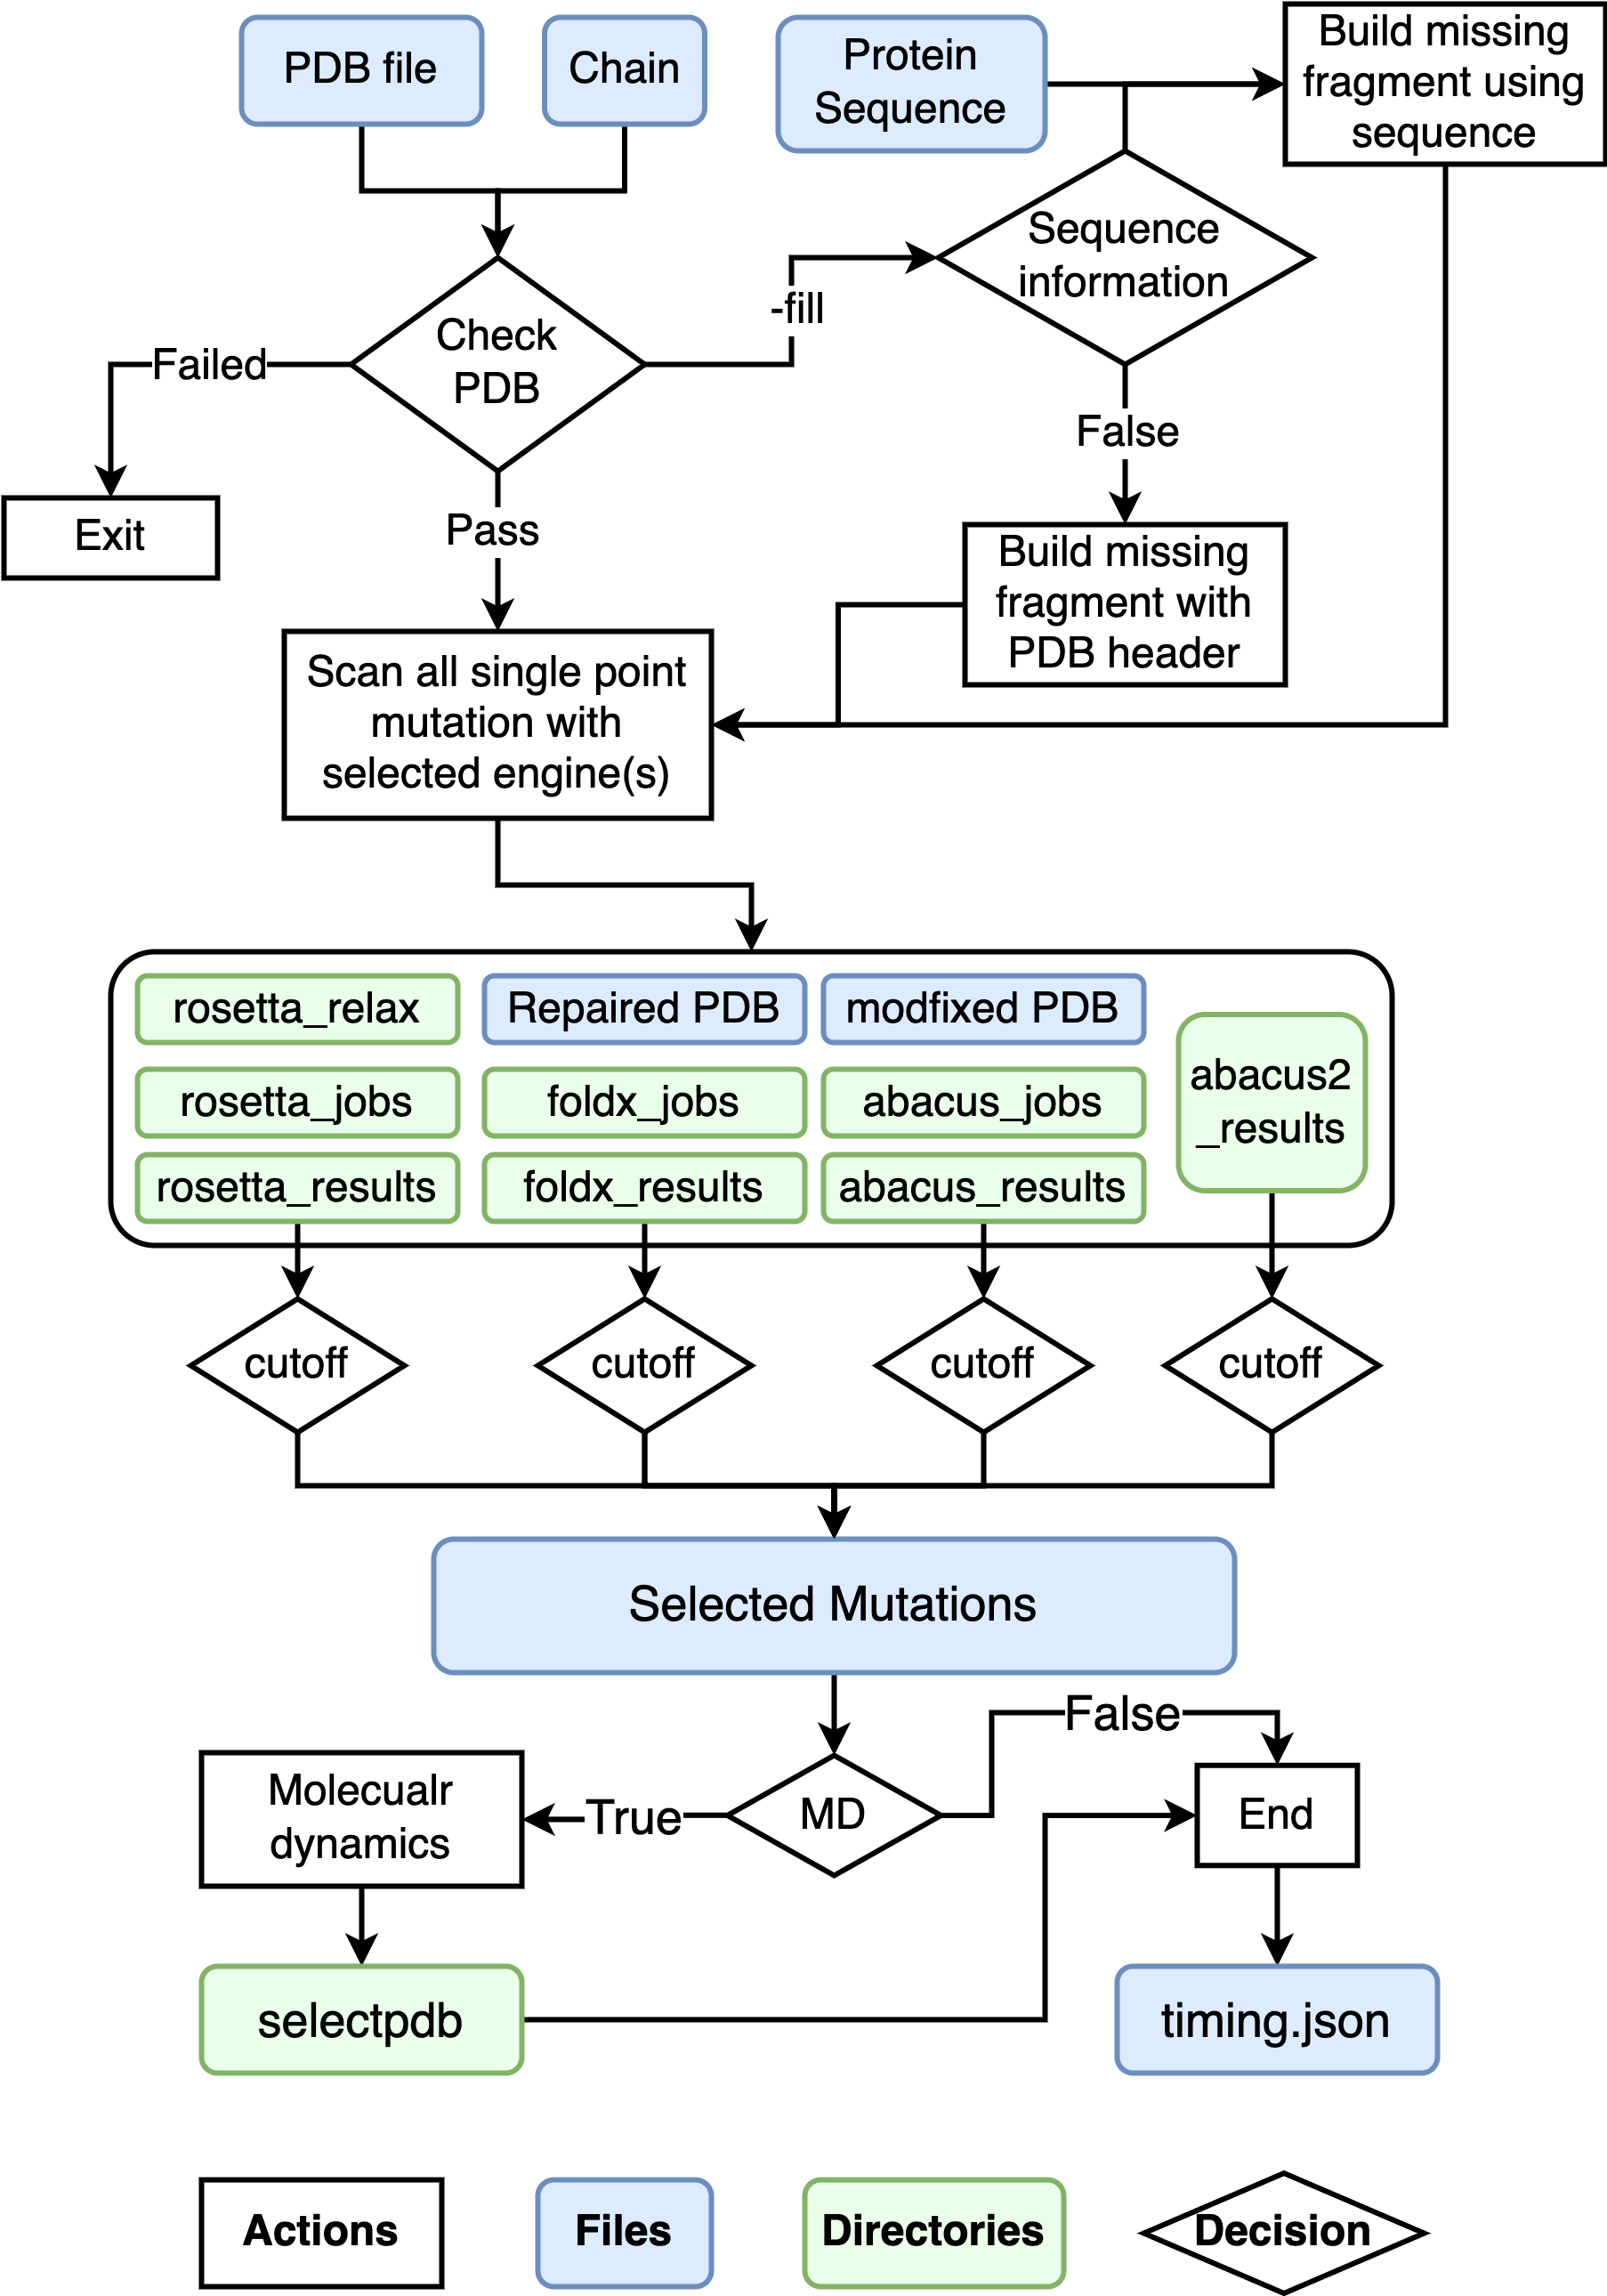 PDB file
Chain
Protein
Sequence
Build missing
fragment using
sequence
Sequence
information
-fill
Check
PDB
Failed
False
Exit
Pass
Build missing
fragment with
PDB header
Scan all single point
mutation with
selected engine(s)
rosetta_relax
Repaired PDB
modfixed PDB
abacus2
_results
rosetta_jobs
foldx_jobs
abacus_jobs
rosetta_results
foldx_results
abacus_results
cutoff
cutoff
cutoff
cutoff
Selected Mutations
False
Molecualr
dynamics
True
MD
End
selectpdb
timing.json
Actions
Files
Directories
Decision